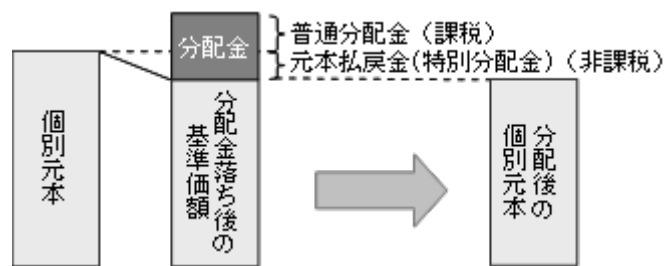 分配金
普通分配金（課税）
元本払戻金(特別分配金)（非課税）
個別元本
分配金落ち後の
基準価額
分配後の
個別元本